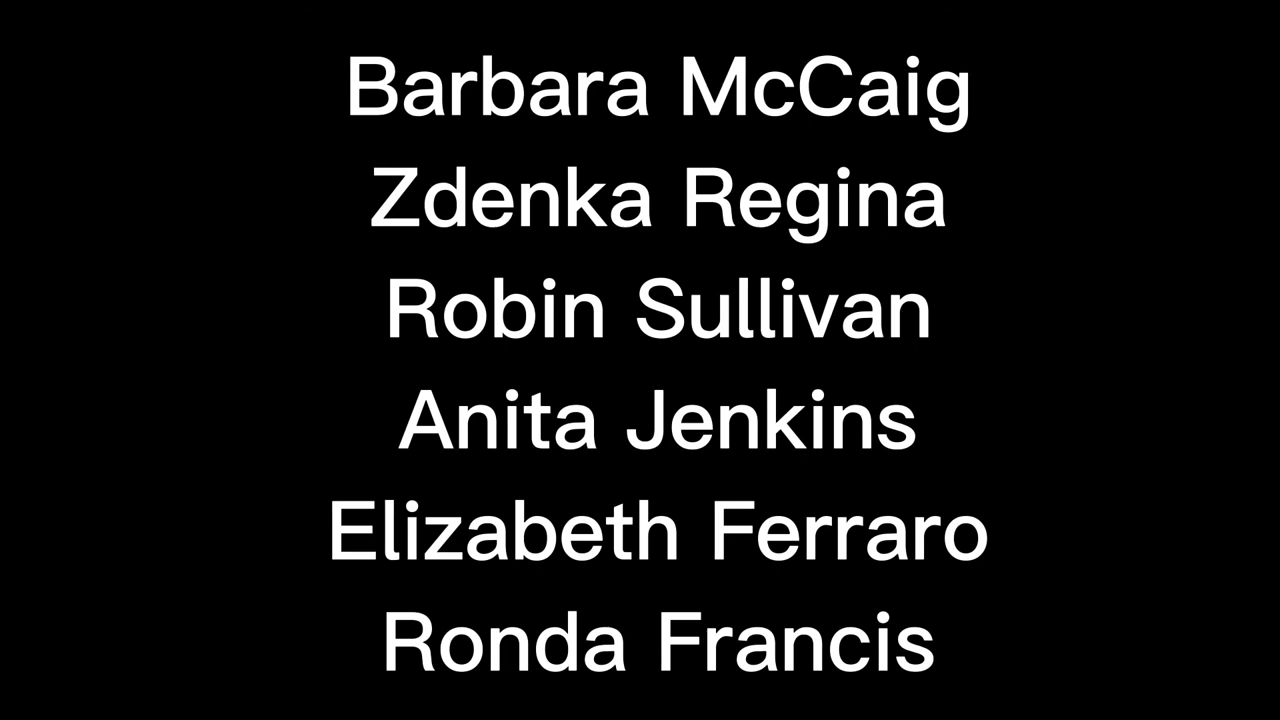 Barbara McCaig
Zdenka Regina
Robin Sullivan
Anita Jenkins
Elizabeth Ferraro
Ronda Francis